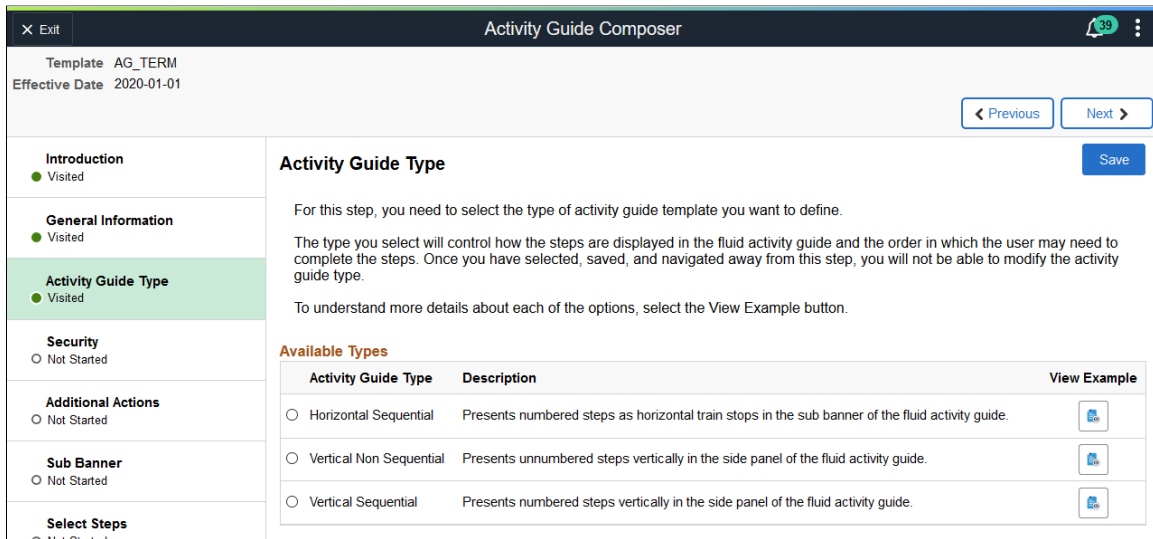 Exit
Activity Guide Composer
39
Template AG_TERM
Effective Date 2020-01-01
Previous
Next
Introduction
Visited
General Information
Visited
Activity Guide Type
Visited
Security
Not Started
Additional Actions
Not Started
Sub Banner
Not Started
Select Steps
Not Started
Activity Guide Type
Save
For this step, you need to select the type of activity guide template you want to define.
The type you select will control how the steps are displayed in the fluid activity guide and the order in which the user may need to
complete the steps. Once you have selected, saved, and navigated away from this step, you will not be able to modify the activity
guide type.
To understand more details about each of the options, select the View Example button.
Available Types
Activity Guide Type Description View Example
Horizontal Sequential Presents numbered steps as horizontal train stops in the sub banner of the fluid activity guide.
Vertical Non Sequential Presents unnumbered steps vertically in the side panel of the fluid activity guide.
Vertical Sequential Presents numbered steps vertically in the side panel of the fluid activity guide.